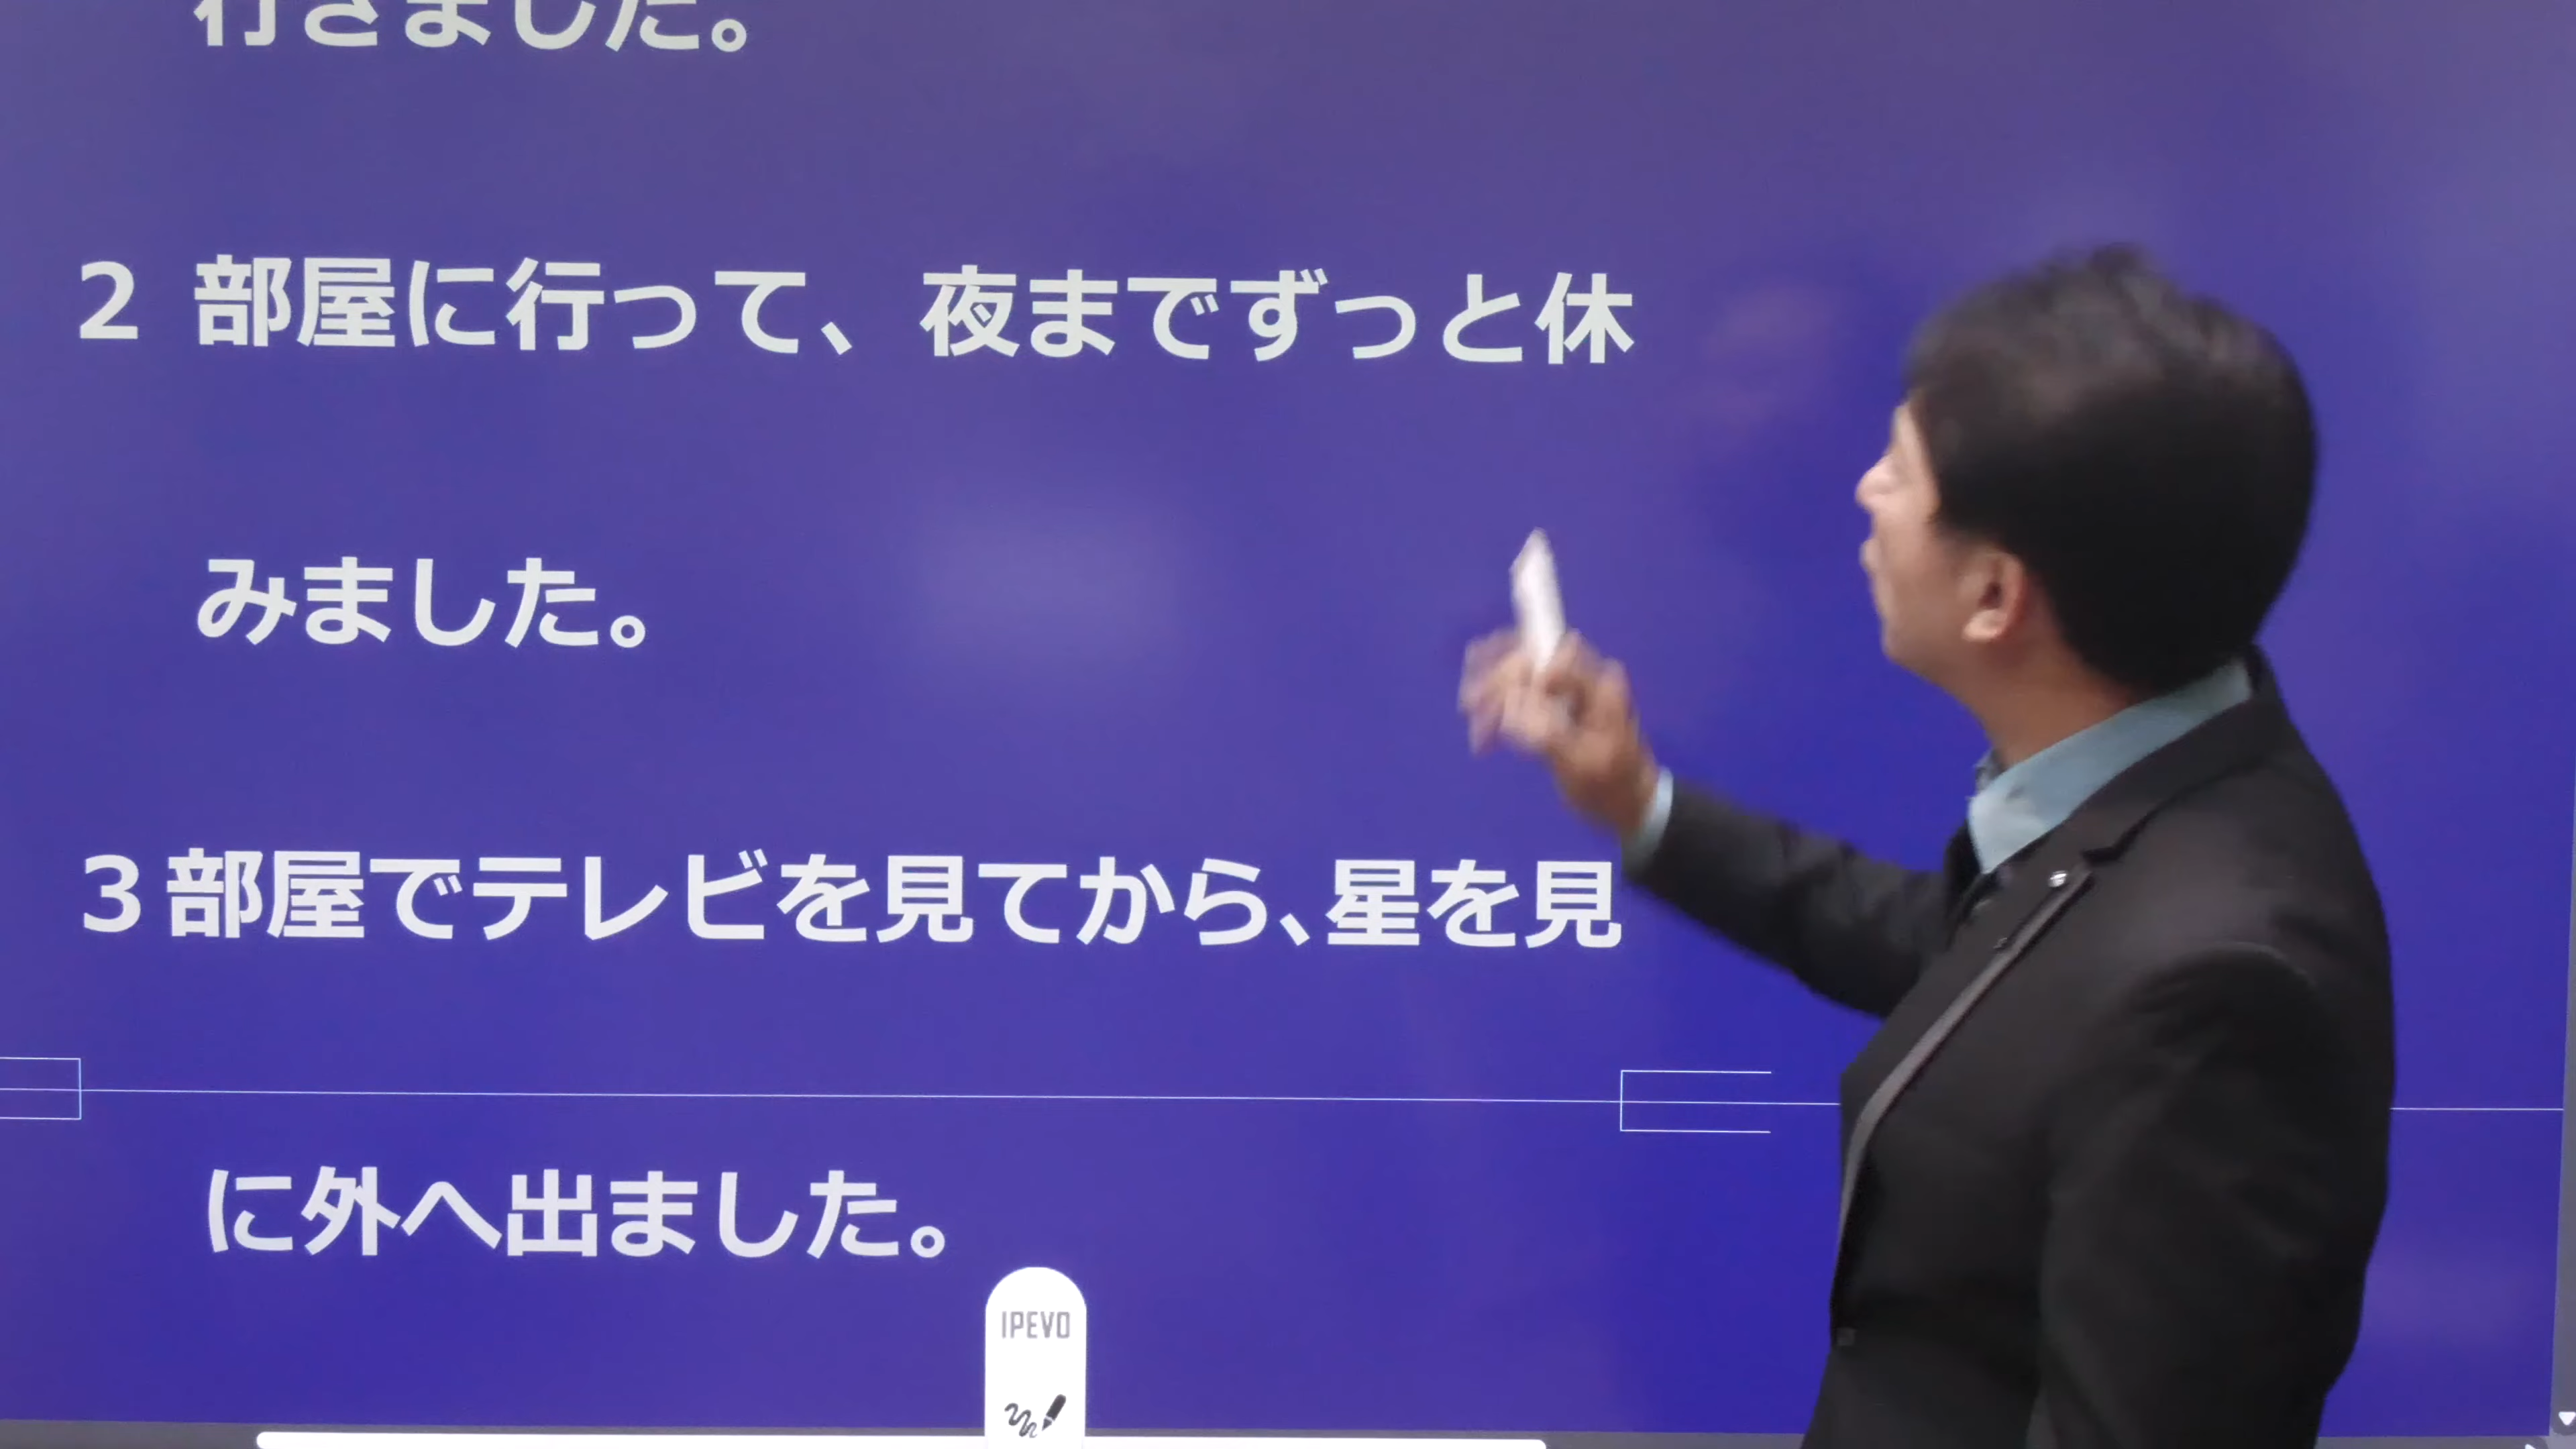 行きました。
2 部屋に行って、夜までずっと休
みました。
3 部屋でテレビを見てから、星を見
に外へ出ました。
IPEVO